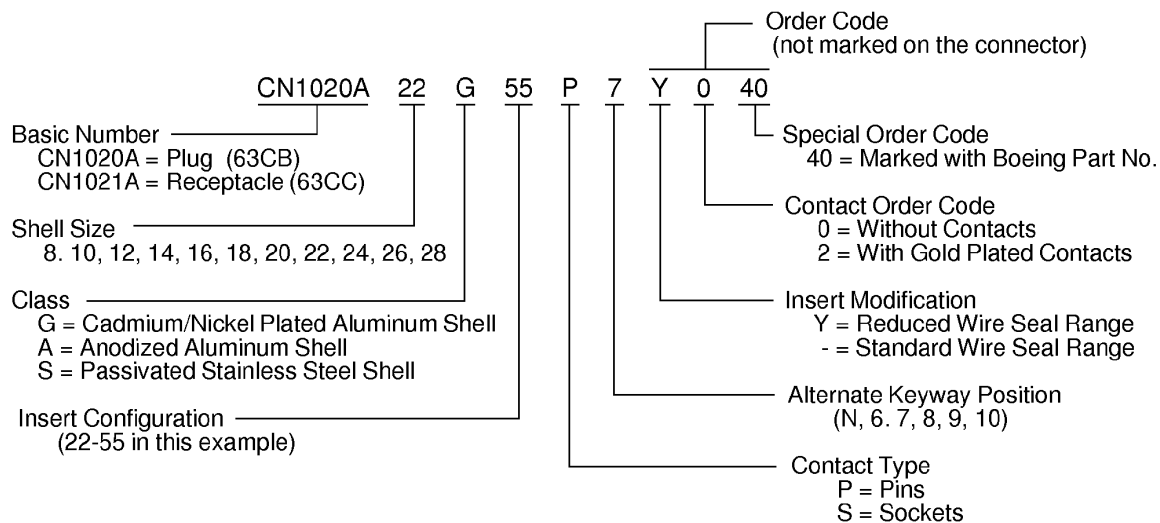 Order Code
(not marked on the connector)
CN1020A 22 G 55 P 7 Y 0 40
Basic Number
CN1020A = Plug (63CB)
CN1021A = Receptacle (63CC)
Shell Size
8. 10, 12, 14, 16, 18, 20, 22, 24, 26, 28
Class
G = Cadmium/Nickel Plated Aluminum Shell
A = Anodized Aluminum Shell
S = Passivated Stainless Steel Shell
Insert Configuration
(22-55 in this example)
Special Order Code
40 = Marked with Boeing Part No.
Contact Order Code
0 = Without Contacts
2 = With Gold Plated Contacts
Insert Modification
Y = Reduced Wire Seal Range
- = Standard Wire Seal Range
Alternate Keyway Position
(N, 6. 7, 8, 9, 10)
Contact Type
P = Pins
S = Sockets